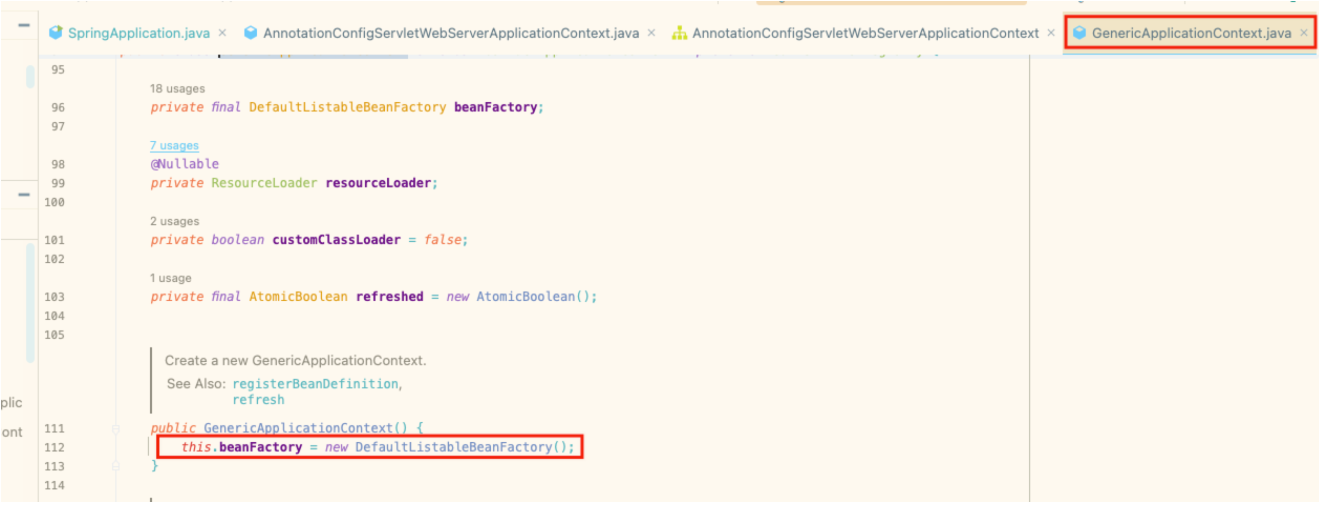 SpringApplication.java × AnnotationConfigServletWebServerApplicationContext.java × AnnotationConfigServletWebServerApplicationContext × GenericApplicationContext.java ×
95
18 usages
96 private final DefaultListableBeanFactory beanFactory;
97
7 usages
98 @Nullable
99 private ResourceLoader resourceLoader;
100
2 usages
101 private boolean customClassLoader = false;
102
1 usage
103 private final AtomicBoolean refreshed = new AtomicBoolean();
104
105
Create a new GenericApplicationContext.
See Also: registerBeanDefinition,
refresh
plic
ont
111 public GenericApplicationContext() {
112 this.beanFactory = new DefaultListableBeanFactory();
113 }
114